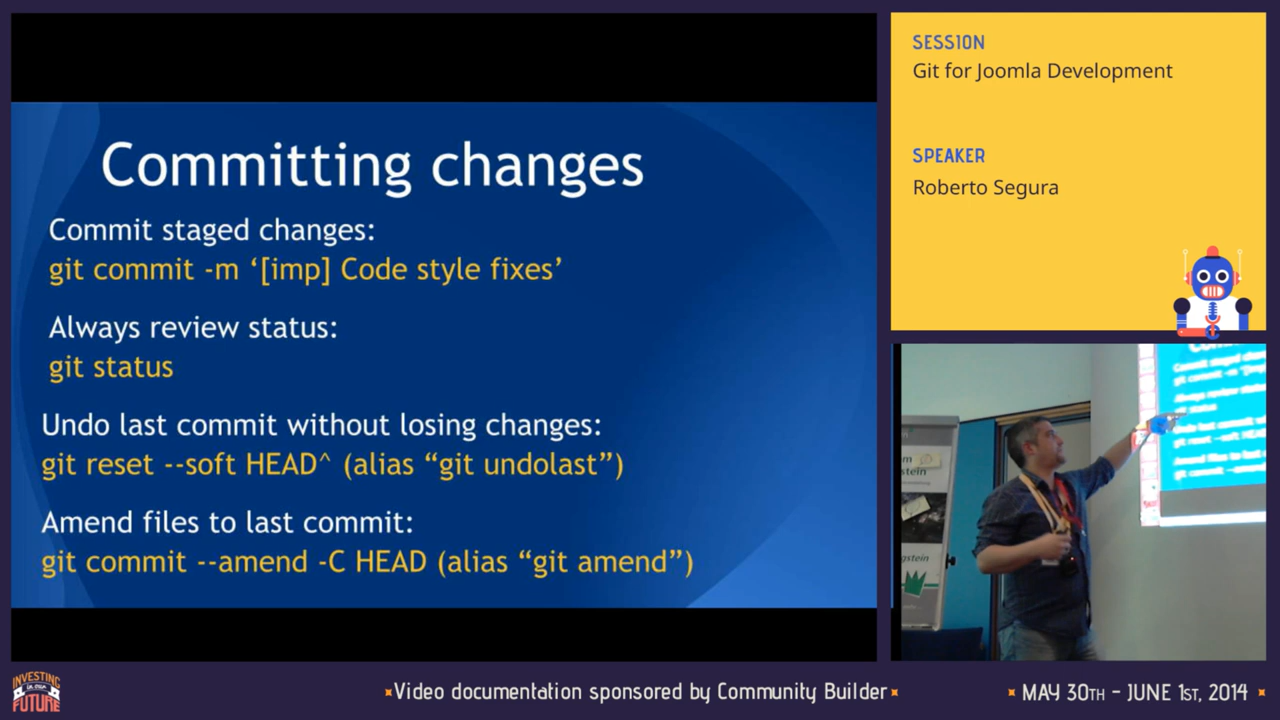 Committing changes
Commit staged changes:
git commit -m ‘[imp] Code style fixes’
Always review status:
git status
Undo last commit without losing changes:
git reset --soft HEAD^ (alias “git undolast”)
Amend files to last commit:
git commit --amend -C HEAD (alias “git amend”)
SESSION
Git for Joomla Development
SPEAKER
Roberto Segura
INVESTING
IN OUR
FUTURE
Video documentation sponsored by Community Builder
MAY 30TH - JUNE 1ST, 2014